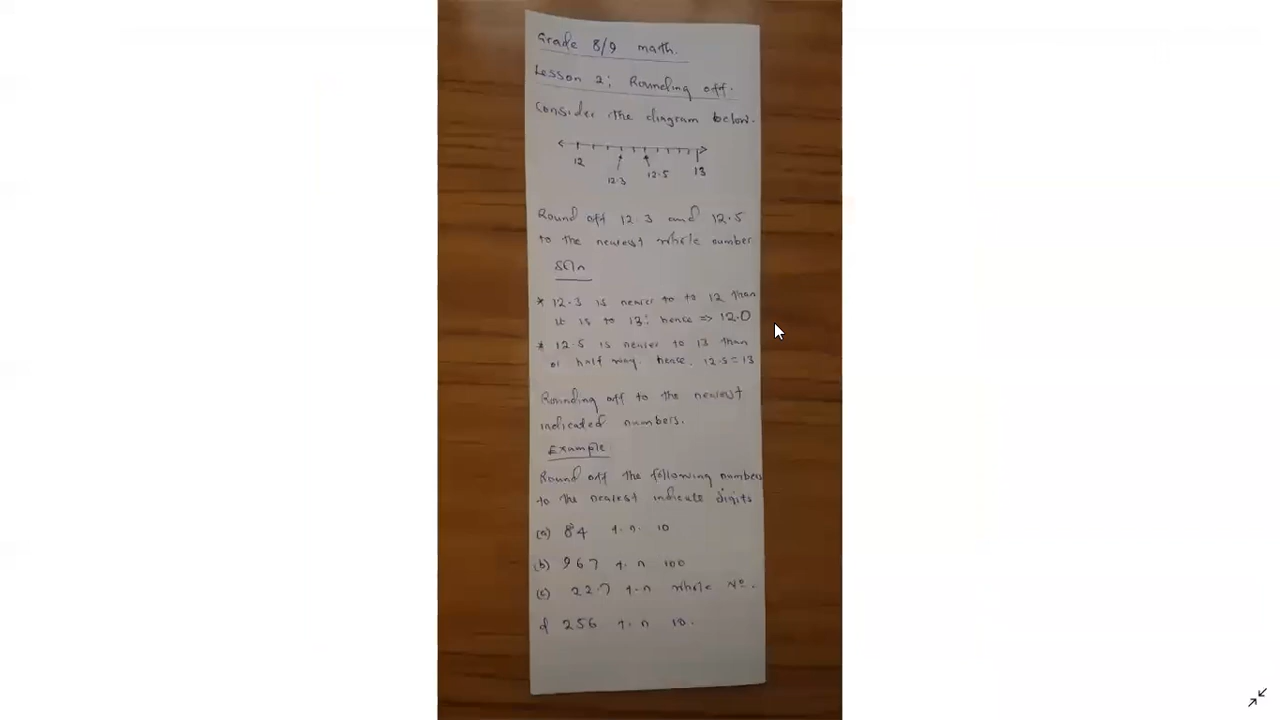 Grade 8/9 math.
Lesson 2; Rounding off.
Consider the diagram below.
12 12.3 12.5 13
Round off 12.3 and 12.5
to the nearest whole number
Soln
* 12.3 is nearer to to 12 than
it is to 13; hence => 12.0
* 12.5 is nearer to 13 than
or half way. hence, 12.5 = 13
Rounding off to the nearest
indicated numbers.
Example:
Round off the following numbers
to the nearest indicate digits
(a) 84 t.n. 10
(b) 967 t.n 100
(c) 22.7 t.n whole No.
d 256 t.n 10.